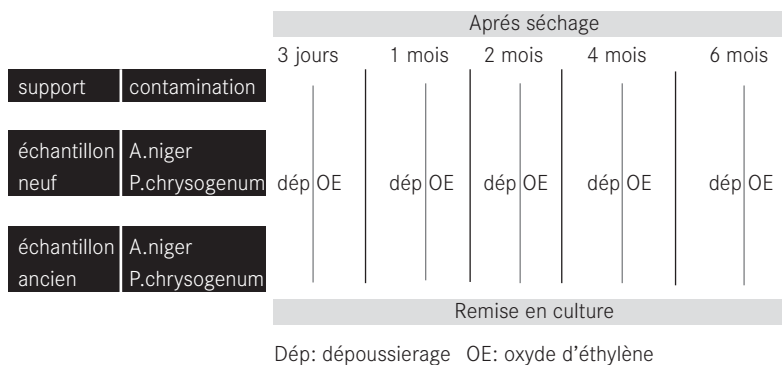 Aprés séchage
3 jours 1 mois 2 mois 4 mois 6 mois
support contamination
échantillon A.niger
neuf P.chrysogenum dép OE dép OE dép OE dép OE dép OE
échantillon A.niger
ancien P.chrysogenum
Remise en culture
Dép: dépoussierage OE: oxyde d'éthylène